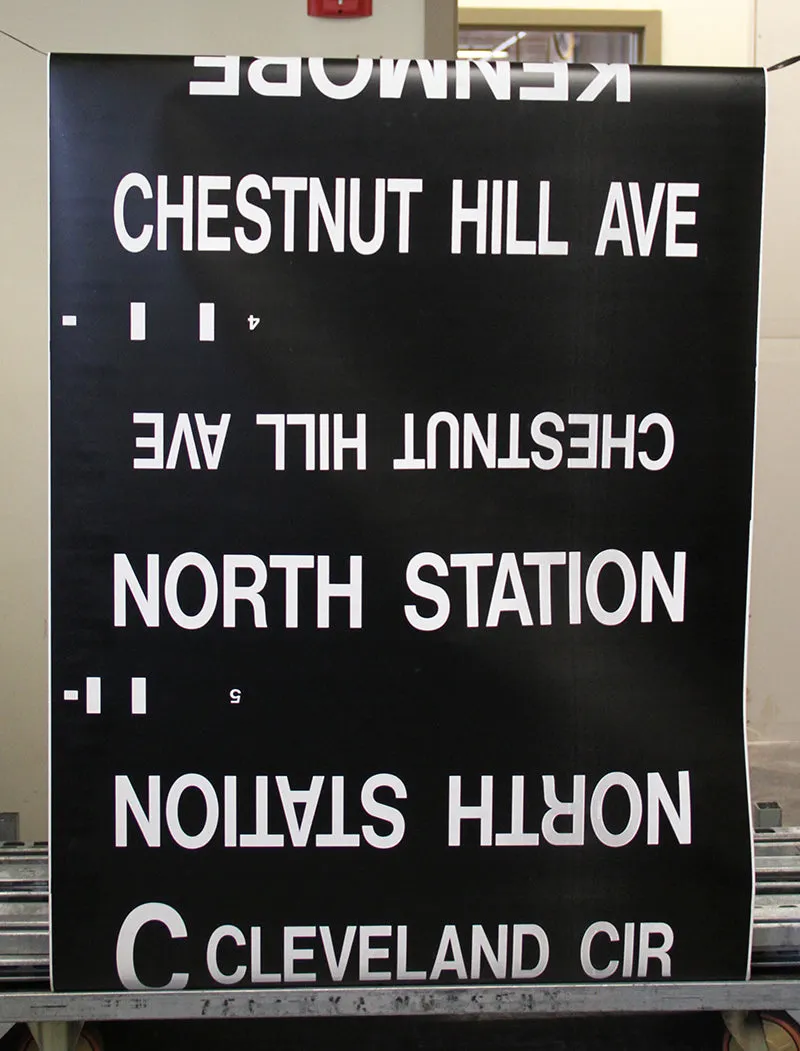 KENMORE
CHESTNUT HILL AVE
4
CHESTNUT HILL AVE
NORTH STATION
5
NORTH STATION
C CLEVELAND CIR